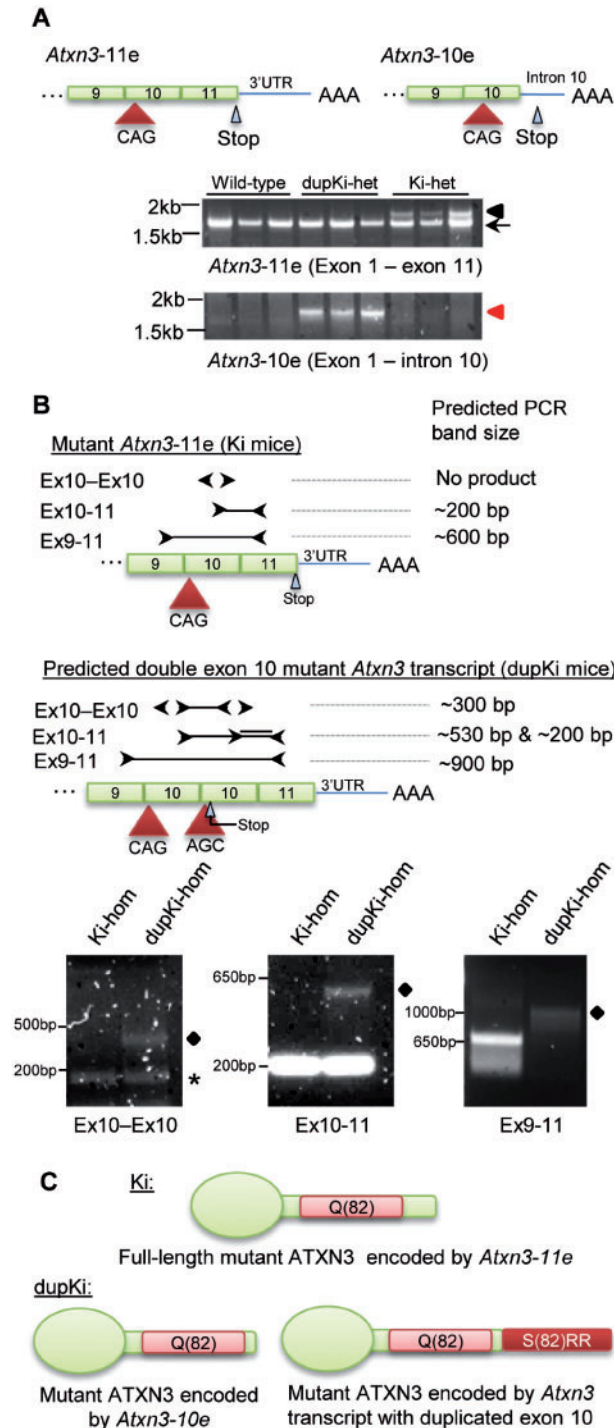 A
Atxn3-11e
Atxn3-10e
3'UTR
Intron 10
... 9 10 11 AAA
... 9 10 AAA
CAG Stop
CAG Stop
Wild-type dupKi-het Ki-het
2kb
1.5kb
Atxn3-11e (Exon 1 – exon 11)
2kb
1.5kb
Atxn3-10e (Exon 1 – intron 10)
B
Predicted PCR
band size
Mutant Atxn3-11e (Ki mice)
Ex10–Ex10 No product
Ex10-11 ~200 bp
Ex9-11 ~600 bp
... 9 10 11 3'UTR AAA
Stop
CAG
Predicted double exon 10 mutant Atxn3 transcript (dupKi mice)
Ex10–Ex10 ~300 bp
Ex10-11 ~530 bp & ~200 bp
Ex9-11 ~900 bp
... 9 10 10 11 3'UTR AAA
Stop
CAG AGC
Ki-hom dupKi-hom
Ki-hom dupKi-hom
Ki-hom dupKi-hom
500bp
200bp
*
Ex10–Ex10
650bp
200bp
Ex10-11
1000bp
650bp
Ex9-11
C
Ki:
Q(82)
Full-length mutant ATXN3 encoded by Atxn3-11e
dupKi:
Q(82)
Q(82) S(82)RR
Mutant ATXN3 encoded
by Atxn3-10e
Mutant ATXN3 encoded by Atxn3
transcript with duplicated exon 10